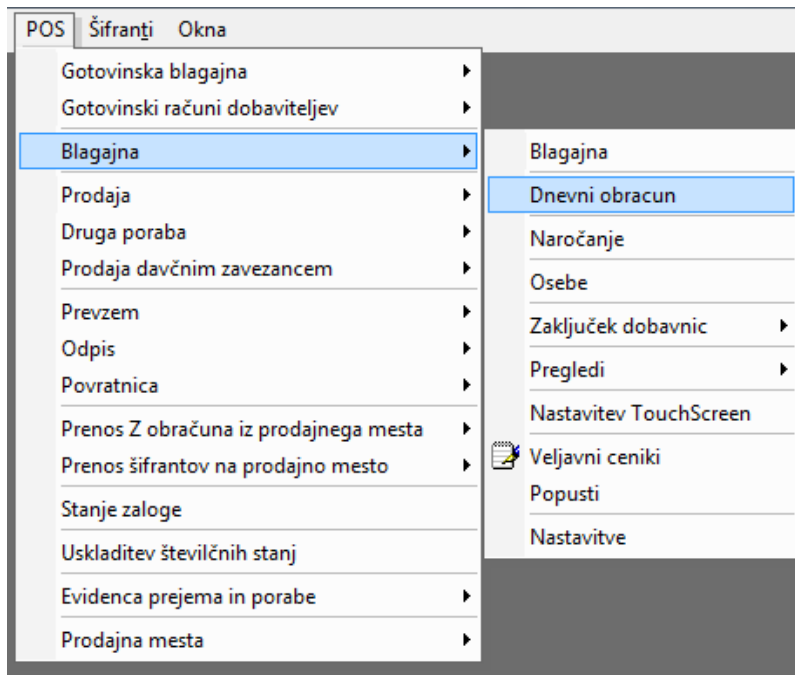 POS Šifranti Okna
Gotovinska blagajna
Gotovinski računi dobaviteljev
Blagajna
Prodaja
Druga poraba
Prodaja davčnim zavezancem
Prevzem
Odpis
Povratnica
Prenos Z obračuna iz prodajnega mesta
Prenos šifrantov na prodajno mesto
Stanje zaloge
Uskladitev številčnih stanj
Evidenca prejema in porabe
Prodajna mesta
Blagajna
Dnevni obracun
Naročanje
Osebe
Zaključek dobavnic
Pregledi
Nastavitev TouchScreen
Veljavni ceniki
Popusti
Nastavitve